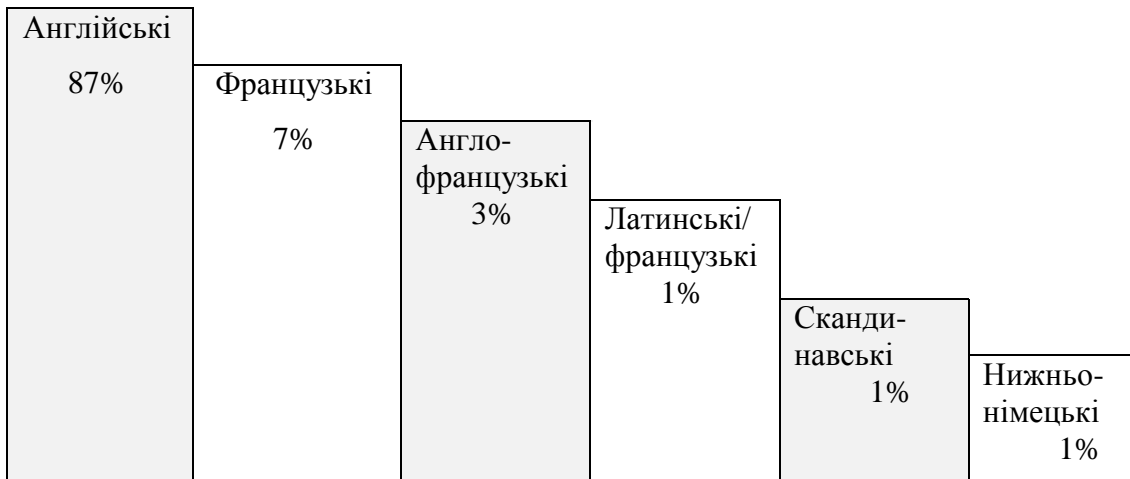 Англійські
87%
Французькі
7%
Англо-
французькі
3%
Латинські/
французькі
1%
Сканди-
навські
1%
Нижньо-
німецькі
1%